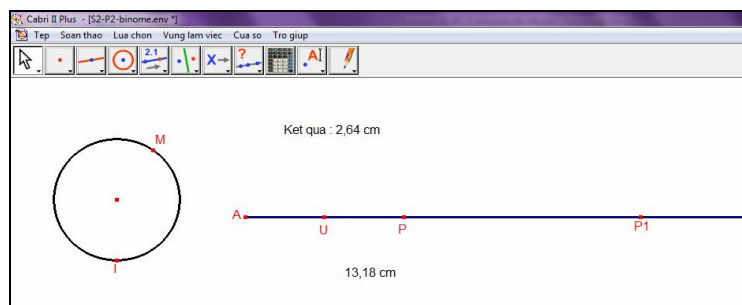 Cabri II Plus - [S2-P2-binome.env *]
Tep Soan thao Lua chon Vung lam viec Cua so Tro giup
2.1 X ? A
M
Ket qua : 2,64 cm
A U P P1
I
13,18 cm